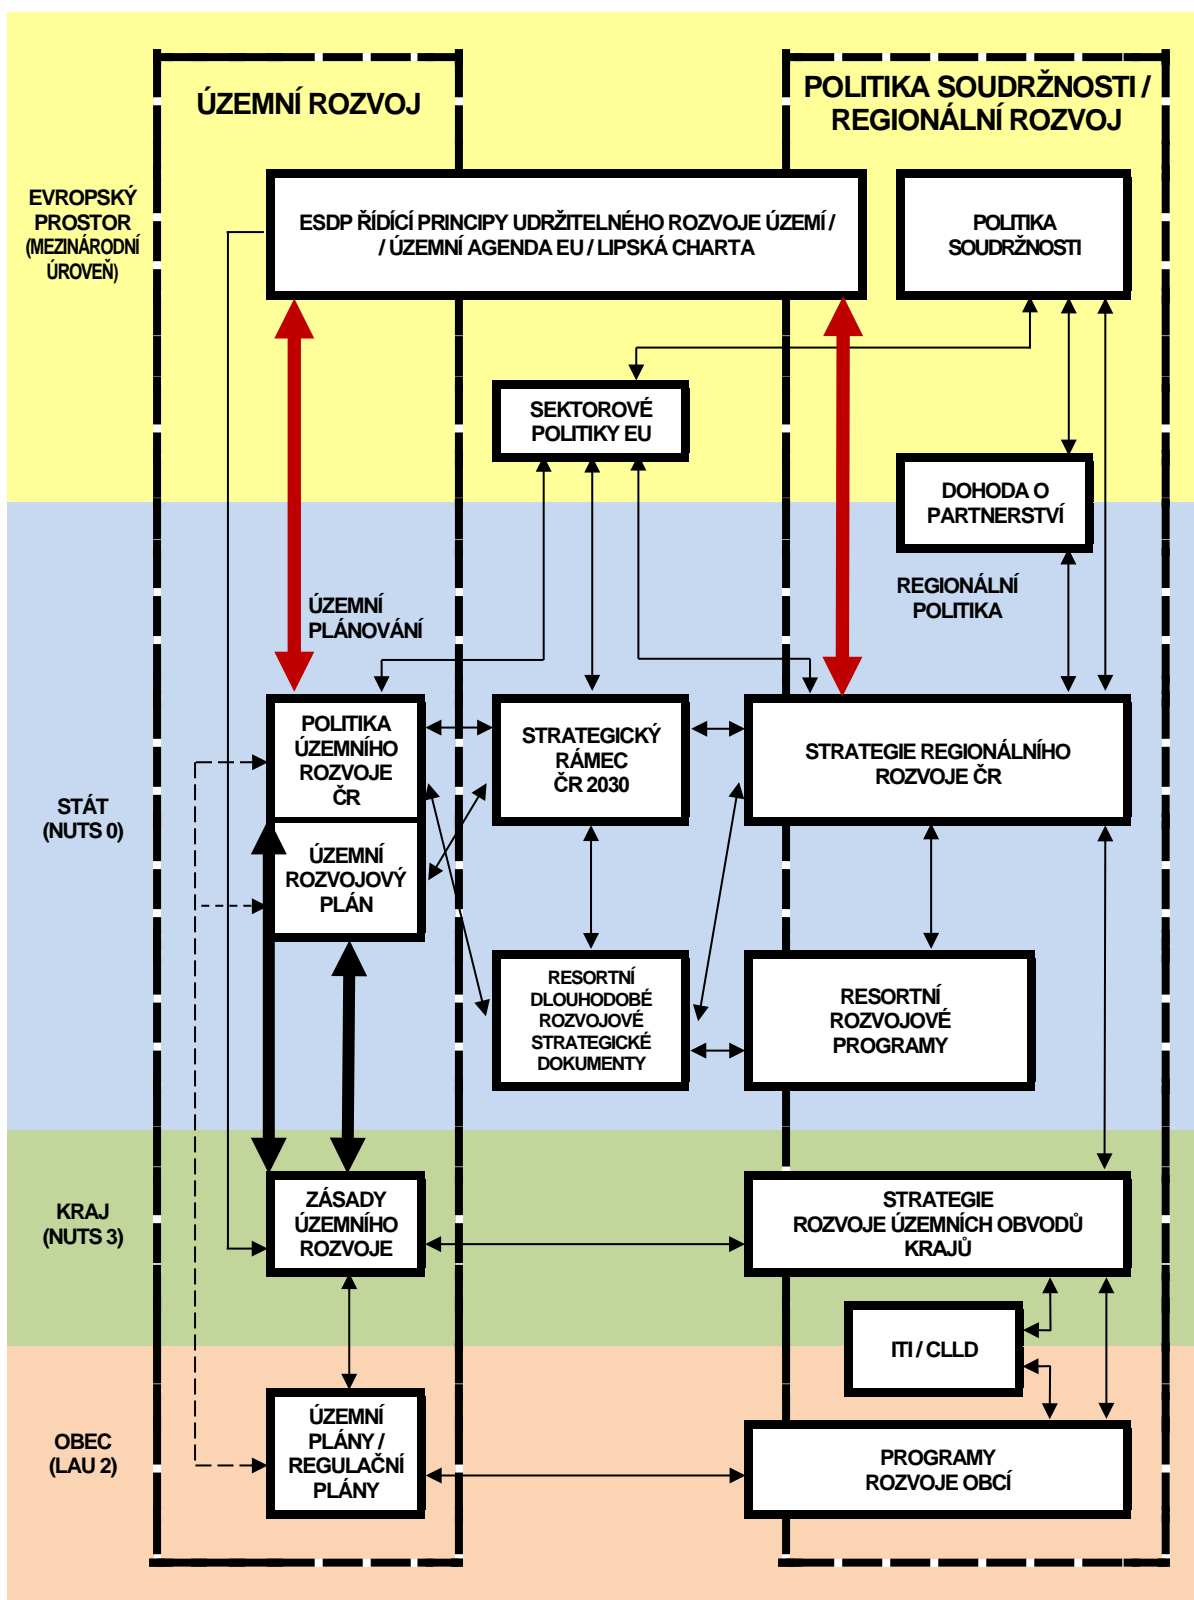 ÚZEMNÍ ROZVOJ
POLITIKA SOUDRŽNOSTI /
REGIONÁLNÍ ROZVOJ
EVROPSKÝ
PROSTOR
(MEZINÁRODNÍ
ÚROVEŇ)
ESDP ŘÍDÍCÍ PRINCIPY UDRŽITELNÉHO ROZVOJE ÚZEMÍ /
/ ÚZEMNÍ AGENDA EU / LIPSKÁ CHARTA
POLITIKA
SOUDRŽNOSTI
SEKTOROVÉ
POLITIKY EU
DOHODA O
PARTNERSTVÍ
ÚZEMNÍ
PLÁNOVÁNÍ
REGIONÁLNÍ
POLITIKA
STÁT
(NUTS 0)
POLITIKA
ÚZEMNÍHO
ROZVOJE
ČR
STRATEGICKÝ
RÁMEC
ČR 2030
STRATEGIE REGIONÁLNÍHO
ROZVOJE ČR
ÚZEMNÍ
ROZVOJOVÝ
PLÁN
RESORTNÍ
DLOUHODOBÉ
ROZVOJOVÉ
STRATEGICKÉ
DOKUMENTY
RESORTNÍ
ROZVOJOVÉ
PROGRAMY
KRAJ
(NUTS 3)
ZÁSADY
ÚZEMNÍHO
ROZVOJE
STRATEGIE
ROZVOJE ÚZEMNÍCH OBVODŮ
KRAJŮ
ITI / CLLD
OBEC
(LAU 2)
ÚZEMNÍ
PLÁNY /
REGULAČNÍ
PLÁNY
PROGRAMY
ROZVOJE OBCÍ